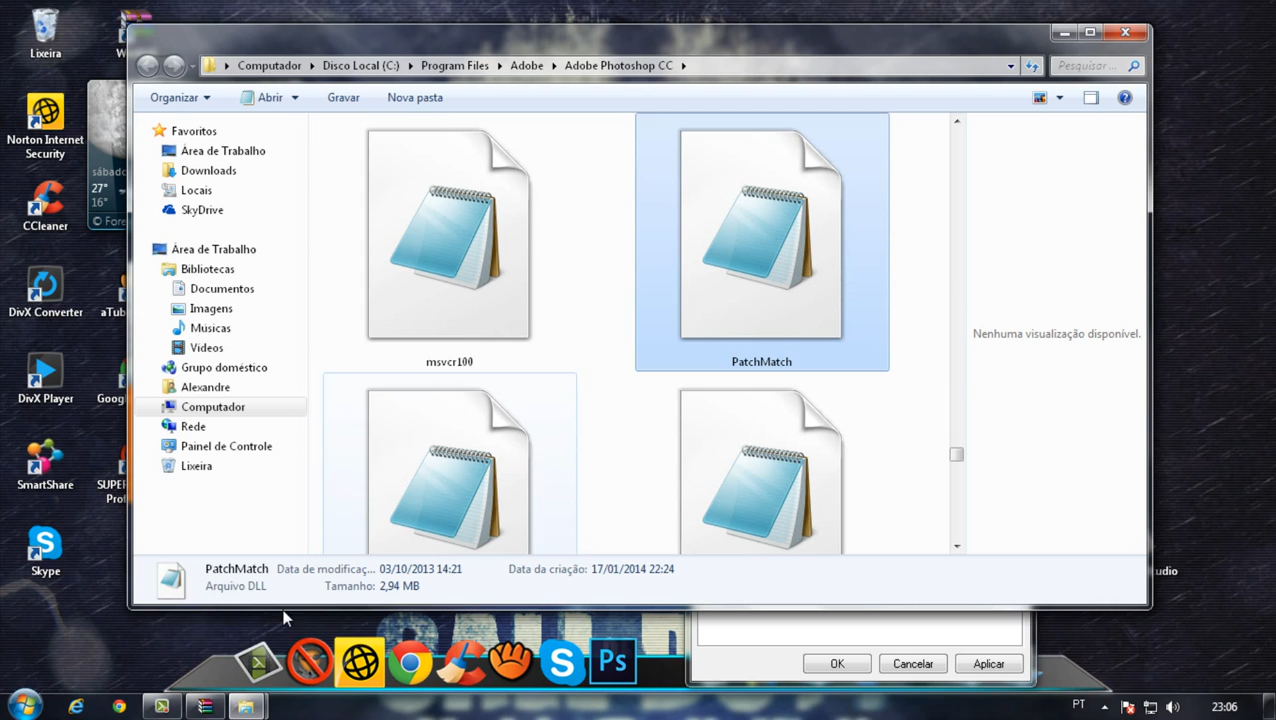 Lixeira
Norton Internet
Security
CCleaner
DivX Converter
DivX Player
SmartShare
Skype
W
sábado
27°
16°
© Fore
aTub
Goog
SUPER
Prof
Computador
Disco Local (C:)
Program Files
Adobe
Adobe Photoshop CC
Pesquisar ...
Organizar
Abrir
Gravar
Nova pasta
Favoritos
Área de Trabalho
Downloads
Locais
SkyDrive
Área de Trabalho
Bibliotecas
Documentos
Imagens
Músicas
Vídeos
Grupo doméstico
Alexandre
Computador
Rede
Painel de Controle
Lixeira
msvcr100
PatchMatch
Nenhuma visualização disponível.
PatchMatch Data de modificaç... 03/10/2013 14:21 Data da criação: 17/01/2014 22:24
Arquivo DLL Tamanho: 2,94 MB
udio
Ps
OK
Cancelar
Aplicar
PT
23:06